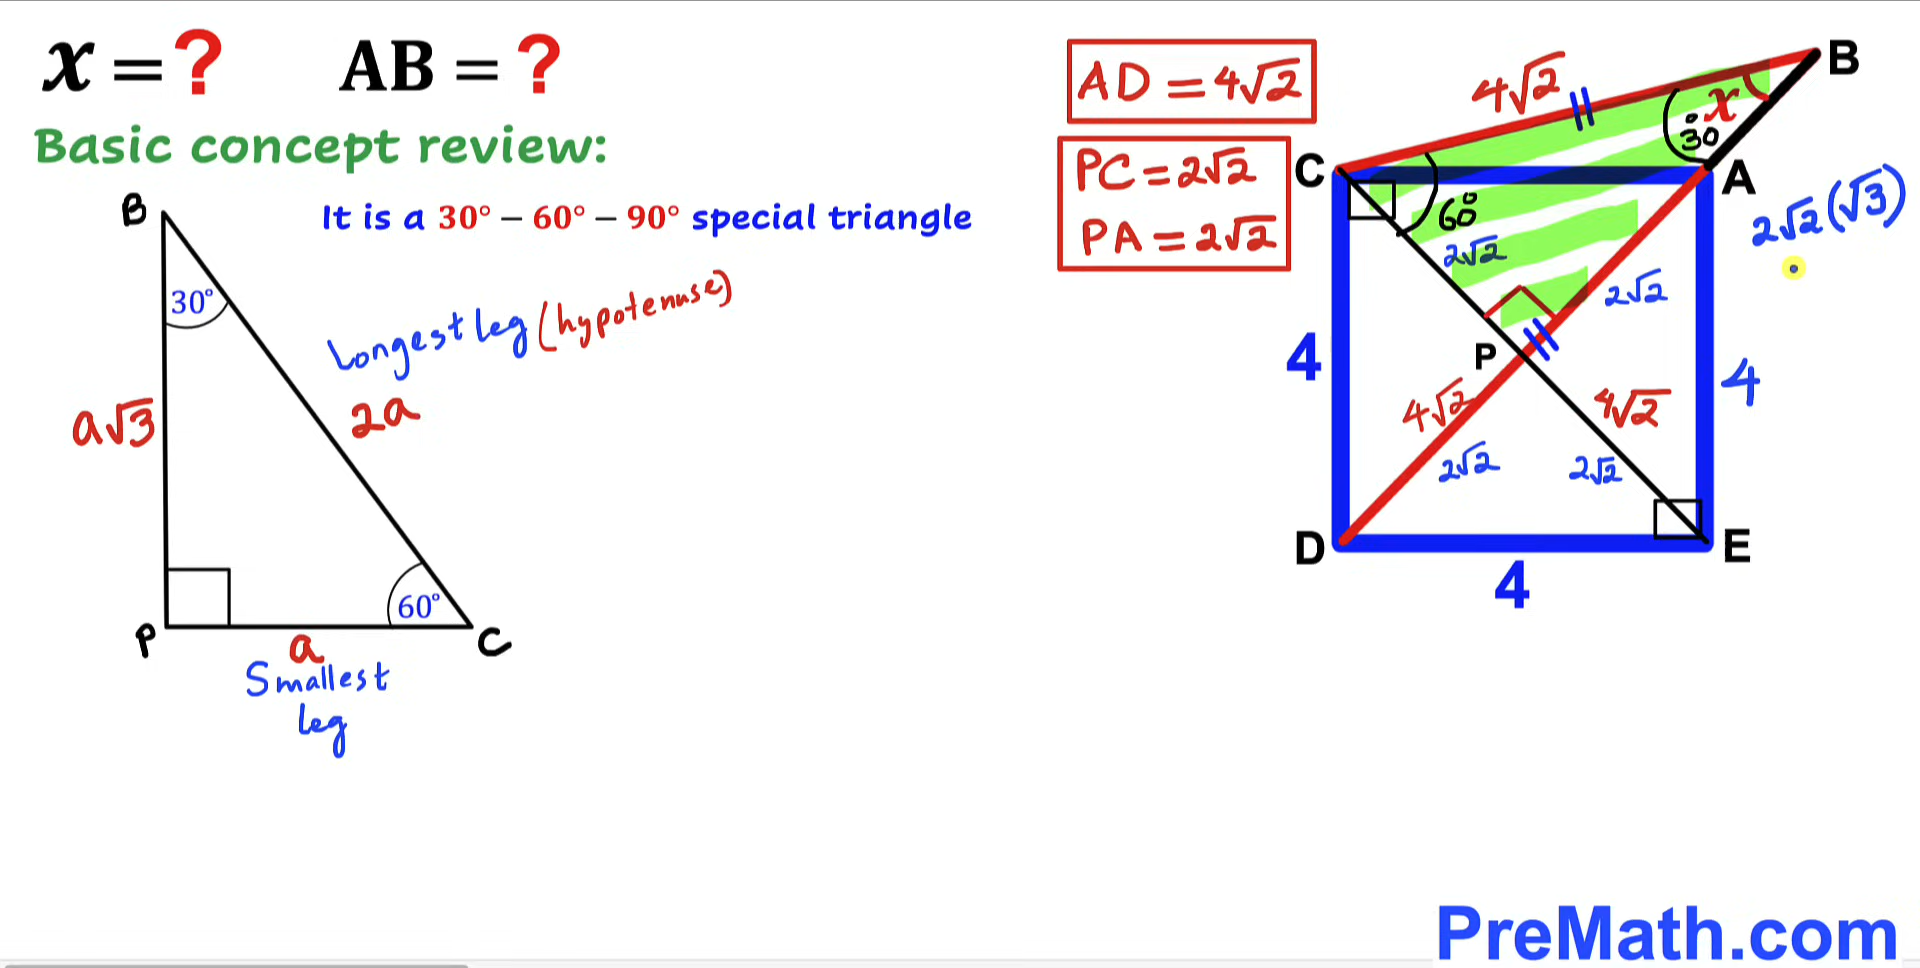 x = ? AB = ?
Basic concept review:
It is a 30° – 60° – 90° special triangle
B
30°
Longest leg (hypotenuse)
2a
a√3
60°
P
C
a
Smallest
leg
AD = 4√2
PC = 2√2
PA = 2√2
B
4√2
x
30°
C
A
60°
2√2
2√2(√3)
2√2
4
P
4
4√2
4√2
2√2
2√2
D
E
4
PreMath.com